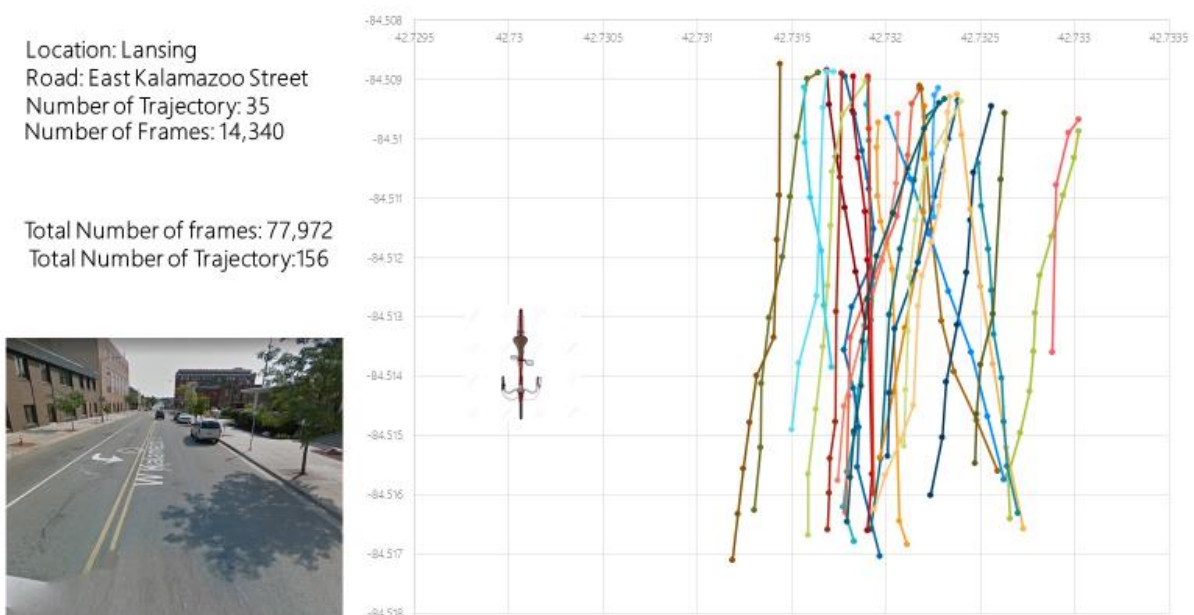 Location: Lansing
Road: East Kalamazoo Street
Number of Trajectory: 35
Number of Frames: 14,340
Total Number of frames: 77,972
Total Number of Trajectory:156
-84.508
42.7295 42.73 42.7305 42.731 42.7315 42.732 42.7325 42.733 42.7335
-84.509
-84.51
-84.511
-84.512
-84.513
-84.514
-84.515
-84.516
-84.517
-84.518